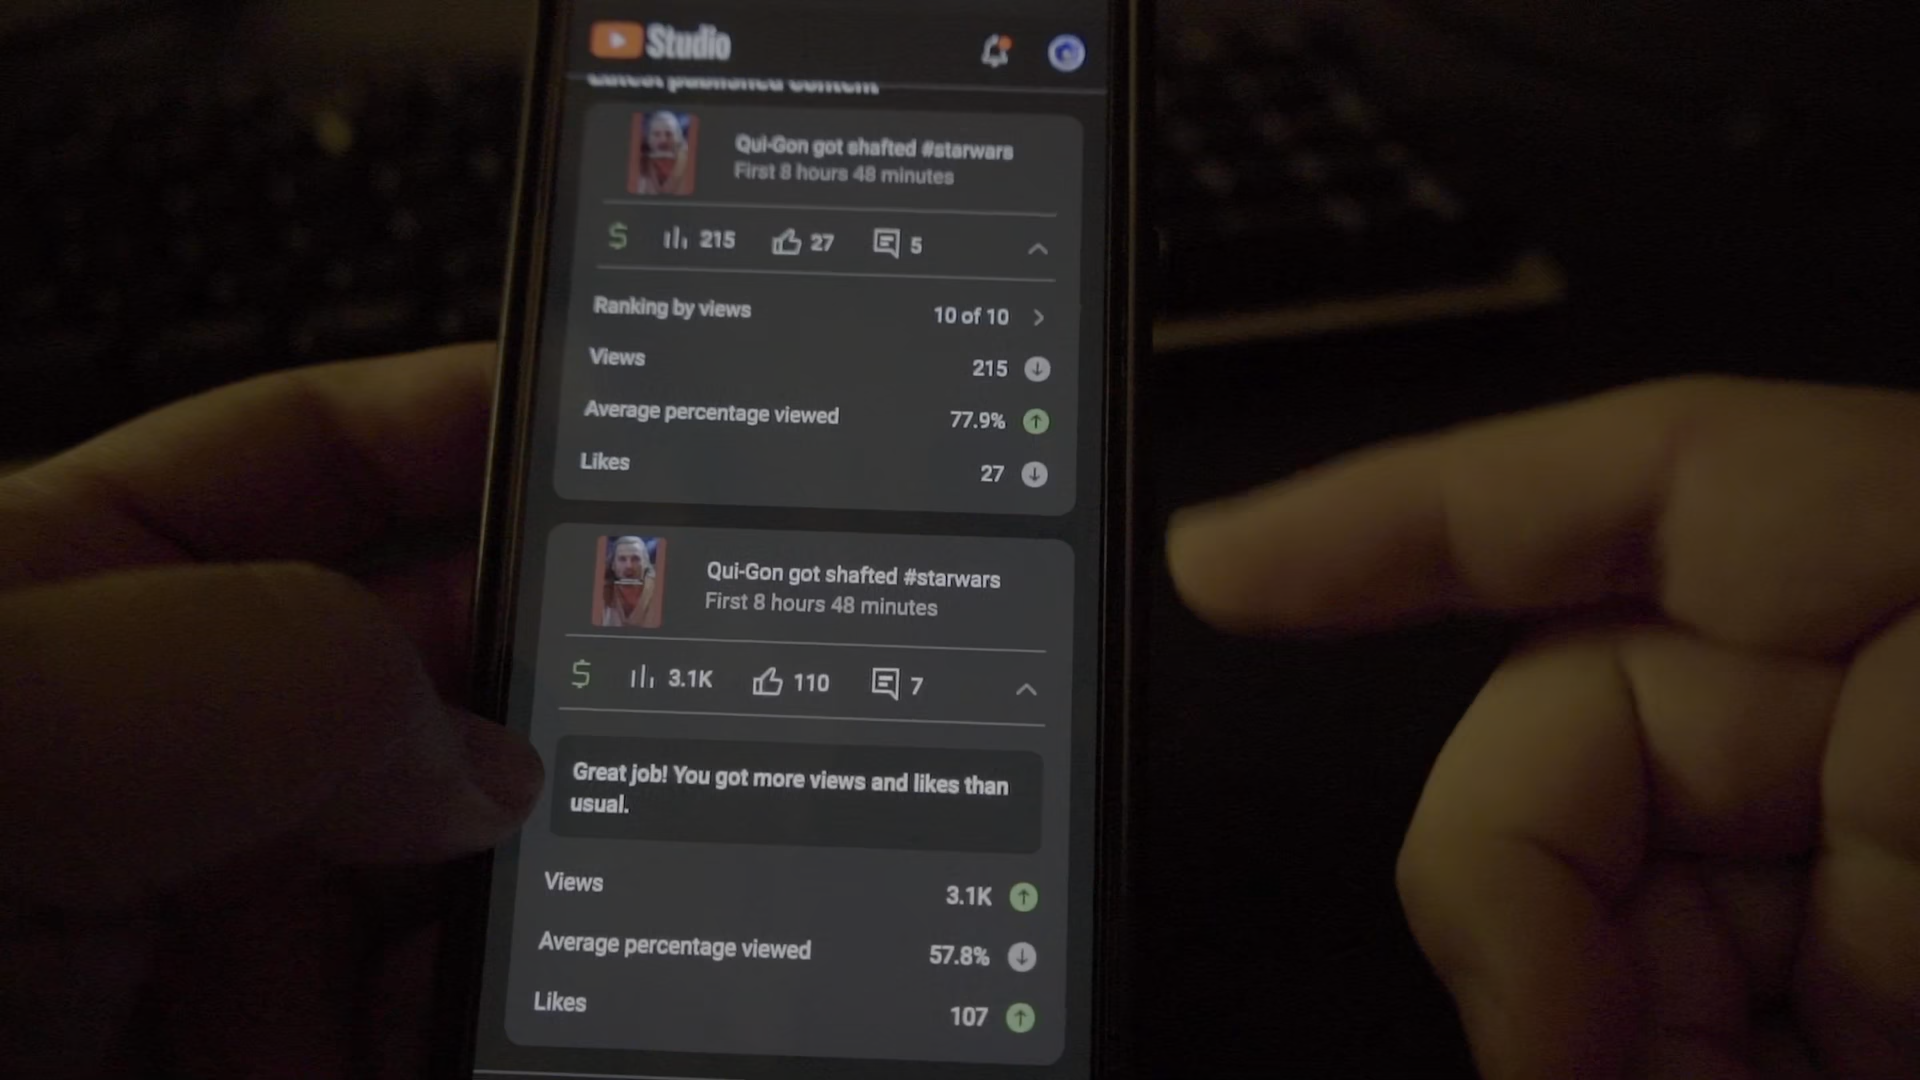 Studio
Latest published content
Qui-Gon got shafted #starwars
First 8 hours 48 minutes
215 27 5
Ranking by views 10 of 10
Views 215
Average percentage viewed 77.9%
Likes 27
Qui-Gon got shafted #starwars
First 8 hours 48 minutes
3.1K 110 7
Great job! You got more views and likes than
usual.
Views 3.1K
Average percentage viewed 57.8%
Likes 107